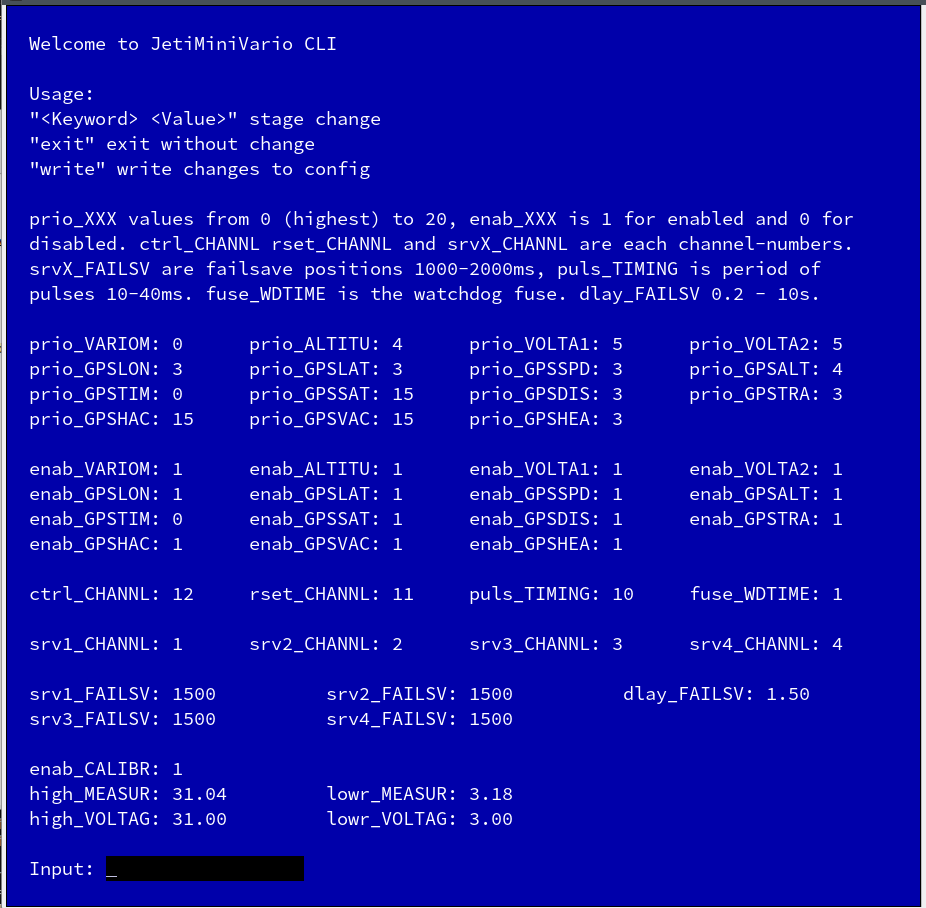 Welcome to JetiMiniVario CLI
Usage:
"<Keyword> <Value>" stage change
"exit" exit without change
"write" write changes to config
prio_XXX values from 0 (highest) to 20, enab_XXX is 1 for enabled and 0 for
disabled. ctrl_CHANNL rset_CHANNL and srvX_CHANNL are each channel-numbers.
srvX_FAILSV are failsave positions 1000-2000ms, puls_TIMING is period of
pulses 10-40ms. fuse_WDTIME is the watchdog fuse. dlay_FAILSV 0.2 - 10s.
prio_VARIOM: 0 prio_ALTITU: 4 prio_VOLTA1: 5 prio_VOLTA2: 5
prio_GPSLON: 3 prio_GPSLAT: 3 prio_GPSSPD: 3 prio_GPSALT: 4
prio_GPSTIM: 0 prio_GPSSAT: 15 prio_GPSDIS: 3 prio_GPSTRA: 3
prio_GPSHAC: 15 prio_GPSVAC: 15 prio_GPSHEA: 3
enab_VARIOM: 1 enab_ALTITU: 1 enab_VOLTA1: 1 enab_VOLTA2: 1
enab_GPSLON: 1 enab_GPSLAT: 1 enab_GPSSPD: 1 enab_GPSALT: 1
enab_GPSTIM: 0 enab_GPSSAT: 1 enab_GPSDIS: 1 enab_GPSTRA: 1
enab_GPSHAC: 1 enab_GPSVAC: 1 enab_GPSHEA: 1
ctrl_CHANNL: 12 rset_CHANNL: 11 puls_TIMING: 10 fuse_WDTIME: 1
srv1_CHANNL: 1 srv2_CHANNL: 2 srv3_CHANNL: 3 srv4_CHANNL: 4
srv1_FAILSV: 1500 srv2_FAILSV: 1500 dlay_FAILSV: 1.50
srv3_FAILSV: 1500 srv4_FAILSV: 1500
enab_CALIBR: 1
high_MEASUR: 31.04 lowr_MEASUR: 3.18
high_VOLTAG: 31.00 lowr_VOLTAG: 3.00
Input: _